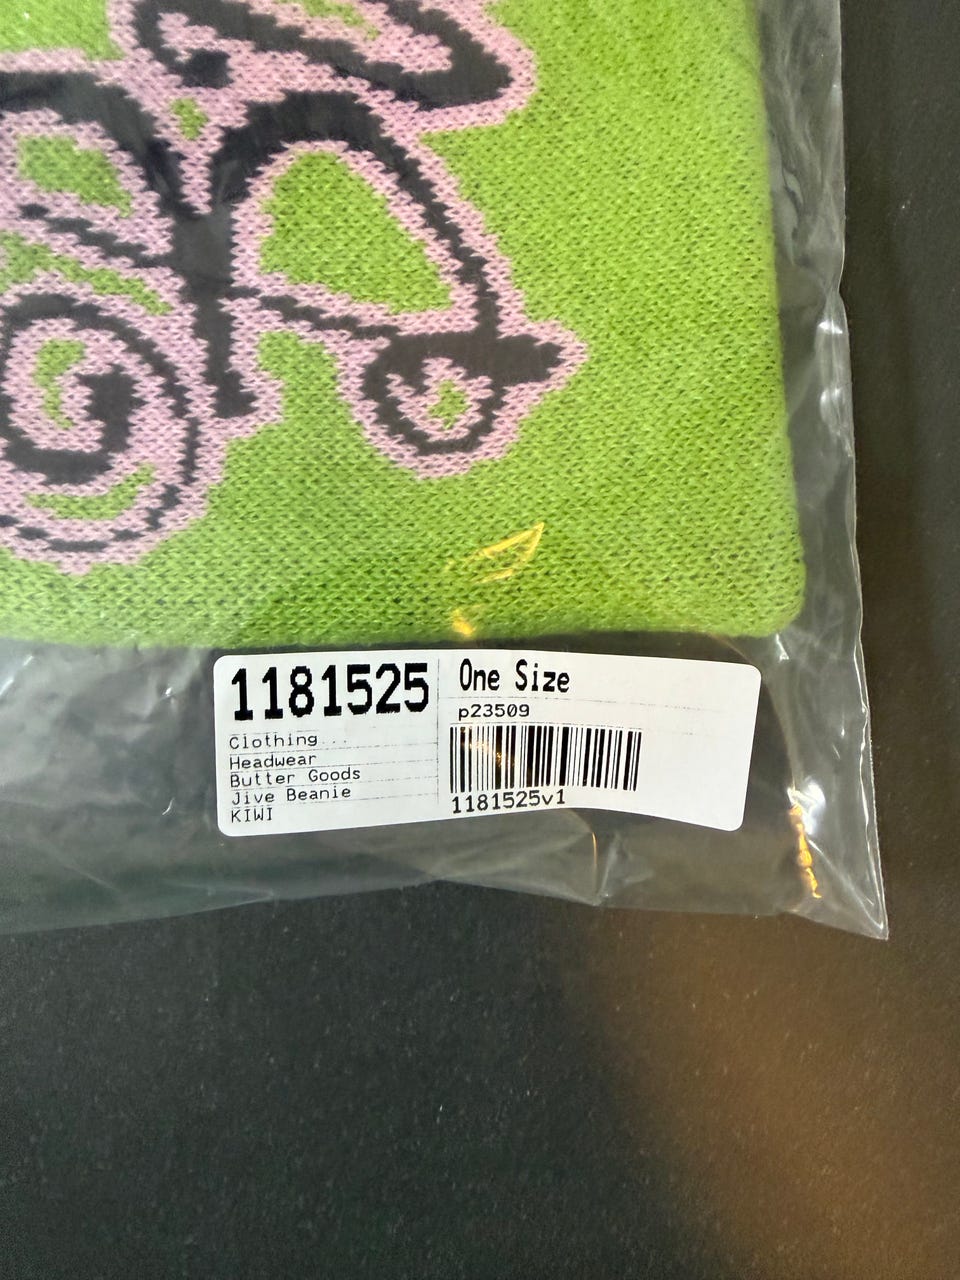 1181525
Clothing
Headwear
Butter Goods
Jive Beanie
KIWI
One Size
p23509
1181525v1